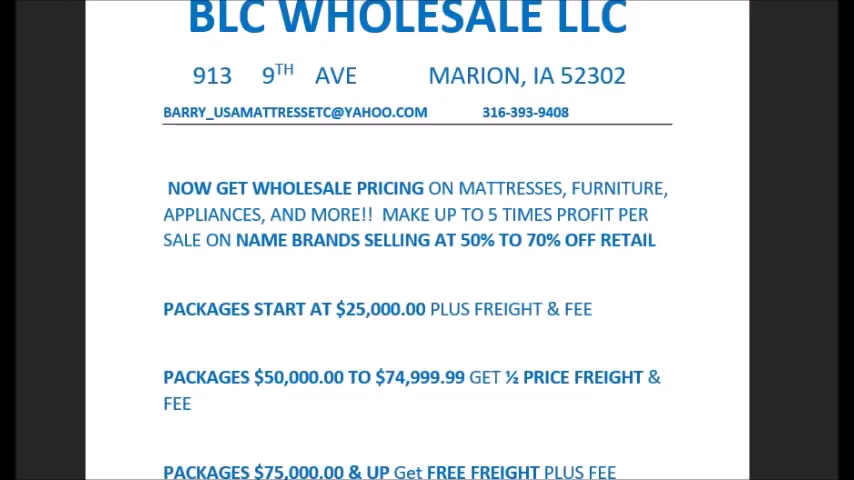 BLC WHOLESALE LLC
913 9TH AVE MARION, IA 52302
BARRY_USAMATTRESSETC@YAHOO.COM 316-393-9408
NOW GET WHOLESALE PRICING ON MATTRESSES, FURNITURE,
APPLIANCES, AND MORE!! MAKE UP TO 5 TIMES PROFIT PER
SALE ON NAME BRANDS SELLING AT 50% TO 70% OFF RETAIL
PACKAGES START AT $25,000.00 PLUS FREIGHT & FEE
PACKAGES $50,000.00 TO $74,999.99 GET ½ PRICE FREIGHT &
FEE
PACKAGES $75,000.00 & UP Get FREE FREIGHT PLUS FEE